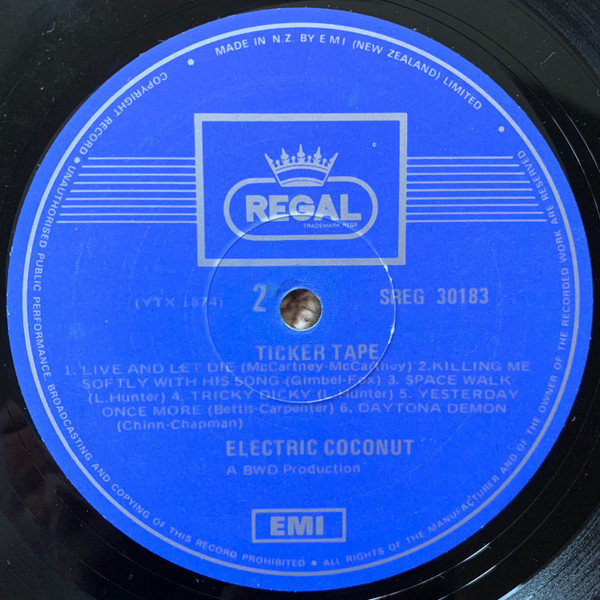 MADE IN N.Z. BY EMI (NEW ZEALAND) LIMITED
REGAL
TRADEMARK REGD.
(YTX 1874) 2 SREG 30183
TICKER TAPE
1. LIVE AND LET DIE (McCartney-McCartney) 2.KILLING ME
SOFTLY WITH HIS SONG (Gimbel-Fox) 3. SPACE WALK
(L.Hunter) 4. TRICKY DICKY (L. Hunter) 5. YESTERDAY
ONCE MORE (Bettis-Carpenter) 6. DAYTONA DEMON
(Chinn-Chapman)
ELECTRIC COCONUT
A BWD Production
EMI
COPYRIGHT RECORD • UNAUTHORISED PUBLIC PERFORMANCE, BROADCASTING AND COPYING OF THIS RECORD PROHIBITED • ALL RIGHTS OF THE MANUFACTURER AND OF THE OWNER OF THE RECORDED WORK ARE RESERVED